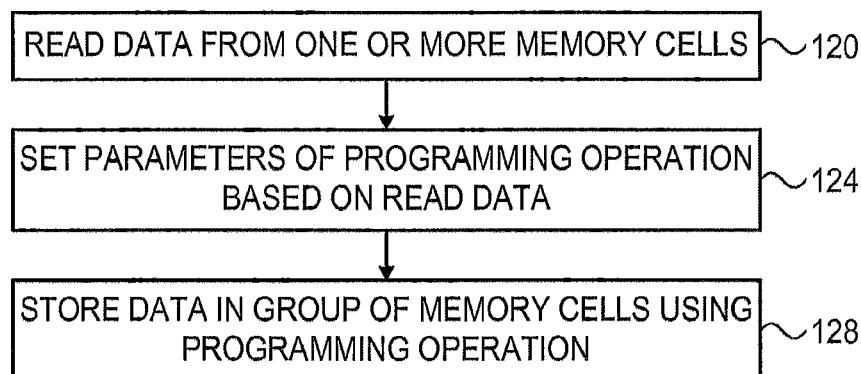 READ DATA FROM ONE OR MORE MEMORY CELLS
120
SET PARAMETERS OF PROGRAMMING OPERATION
BASED ON READ DATA
124
STORE DATA IN GROUP OF MEMORY CELLS USING
PROGRAMMING OPERATION
128